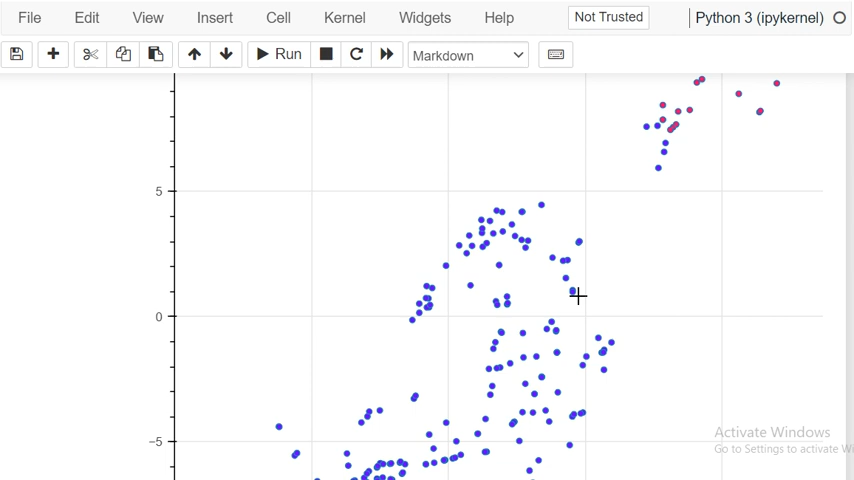 File Edit View Insert Cell Kernel Widgets Help Not Trusted Python 3 (ipykernel)
Run Markdown
5
0
−5
Activate Windows
Go to Settings to activate Wi